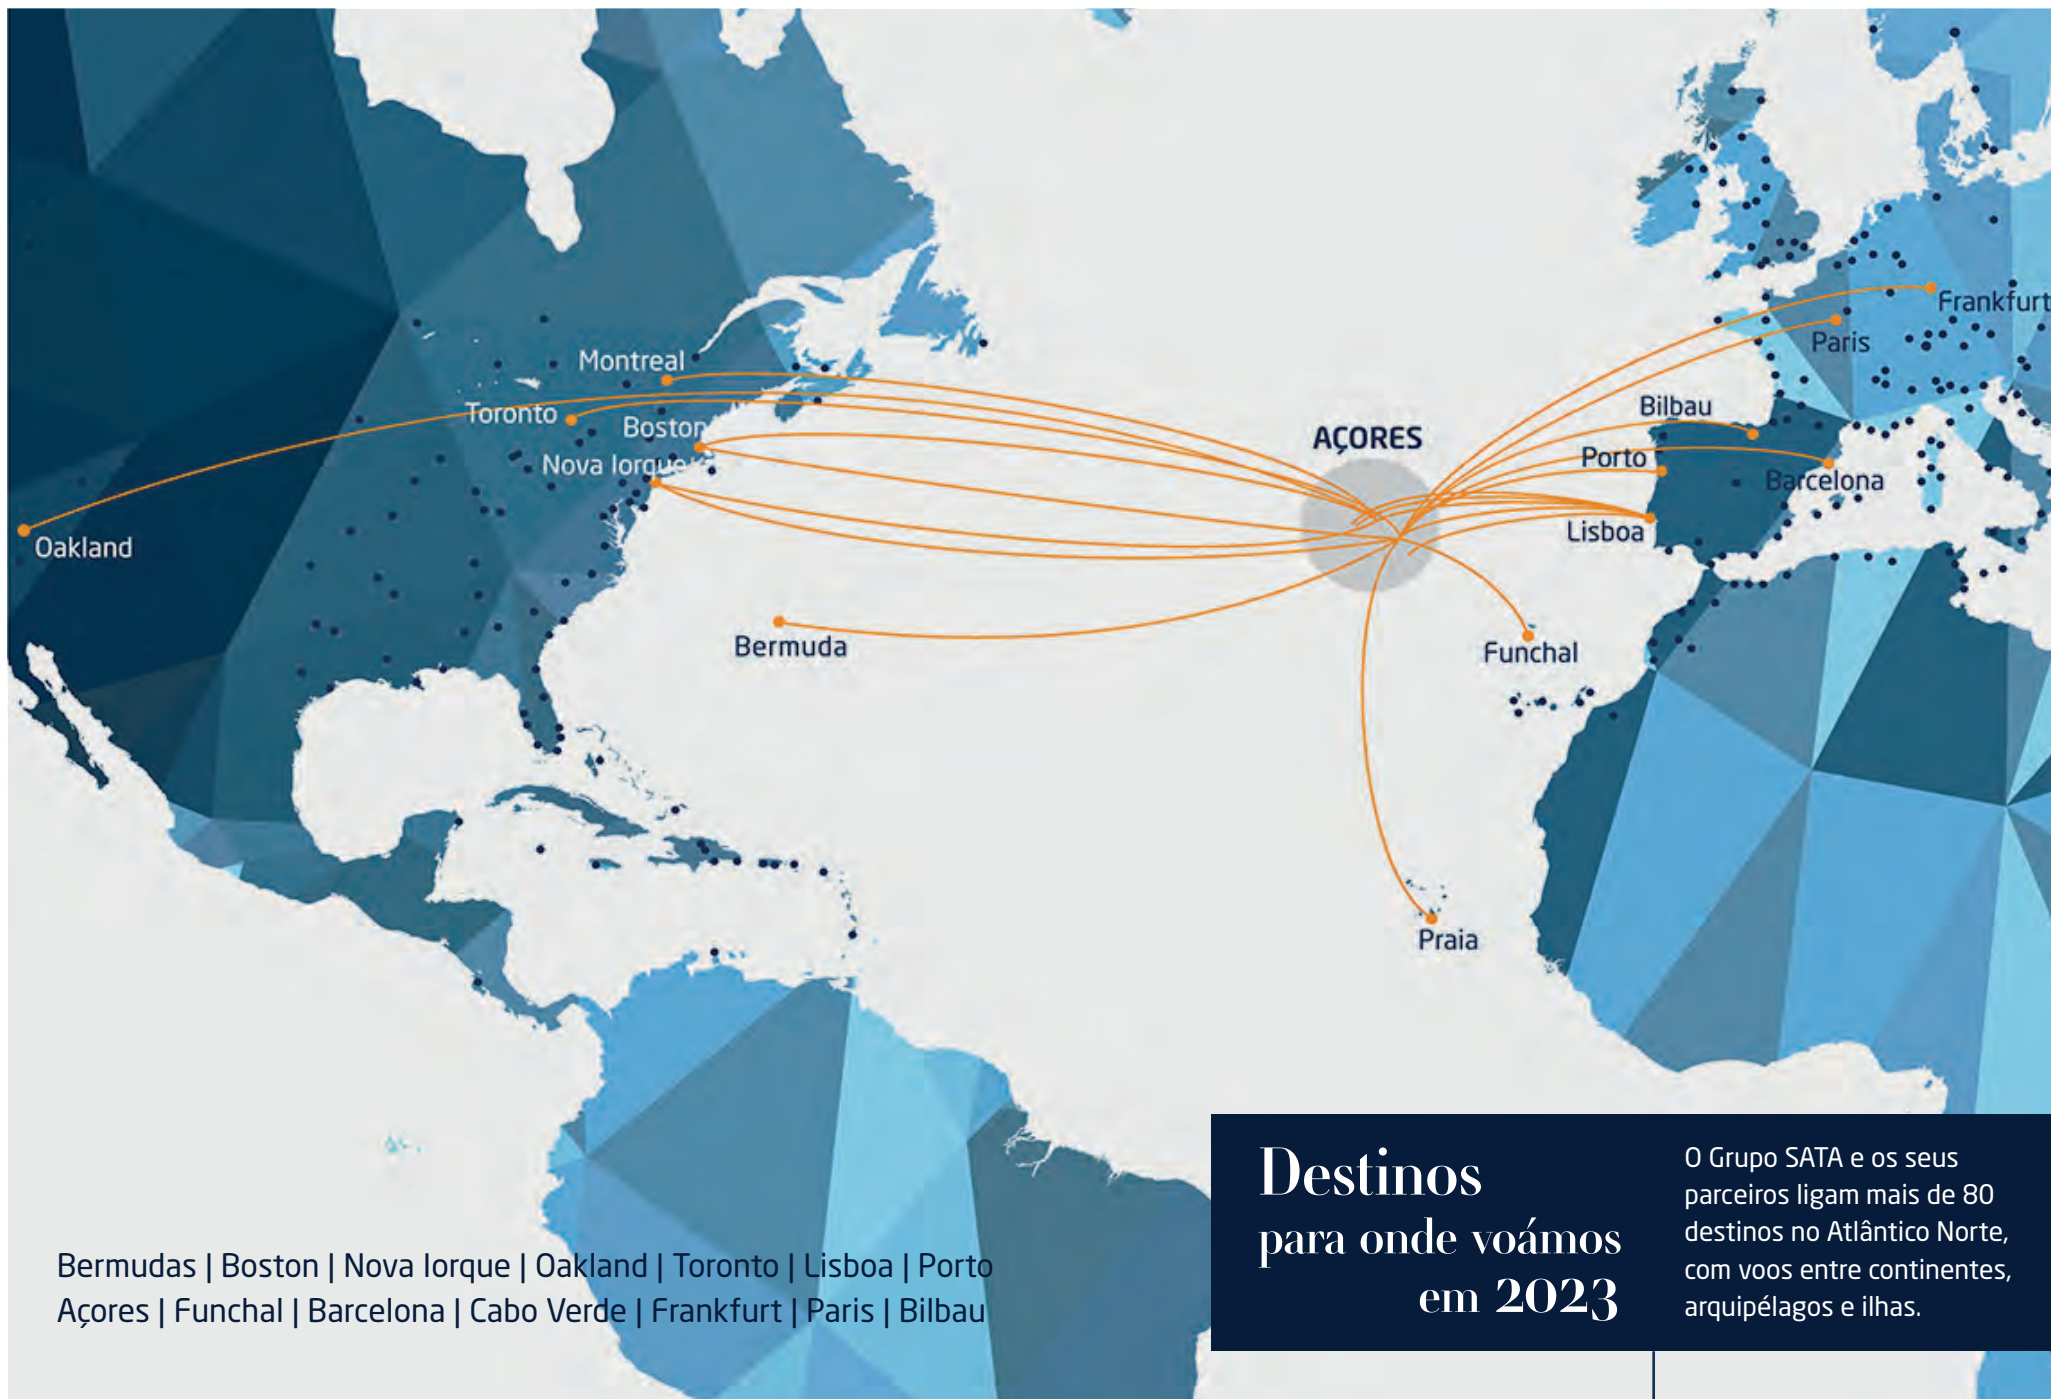 Montreal
Toronto
Boston
Nova Iorque
Oakland
Bermuda
AÇORES
Frankfurt
Paris
Bilbau
Porto
Barcelona
Lisboa
Funchal
Praia
Destinos
para onde voámos
em 2023
O Grupo SATA e os seus
parceiros ligam mais de 80
destinos no Atlântico Norte,
com voos entre continentes,
arquipélagos e ilhas.
Bermudas | Boston | Nova Iorque | Oakland | Toronto | Lisboa | Porto
Açores | Funchal | Barcelona | Cabo Verde | Frankfurt | Paris | Bilbau